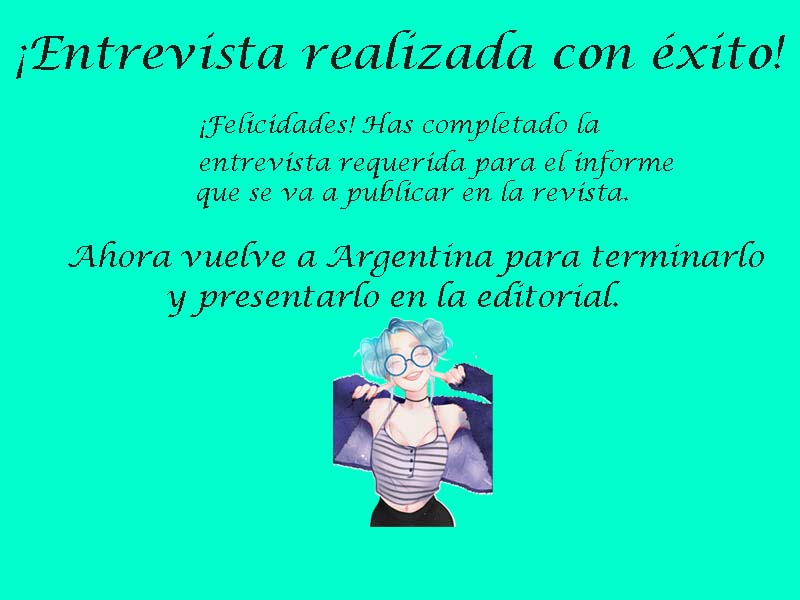 ¡Entrevista realizada con éxito!
¡Felicidades! Has completado la
entrevista requerida para el informe
que se va a publicar en la revista.
Ahora vuelve a Argentina para terminarlo
y presentarlo en la editorial.